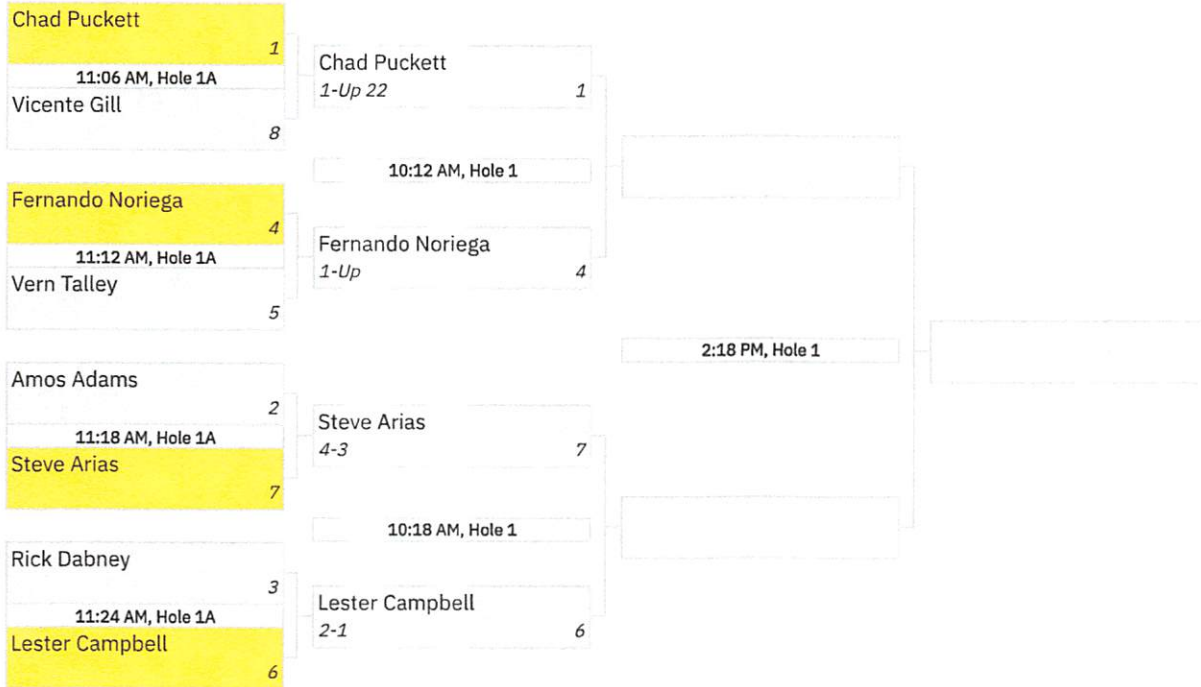 Chad Puckett
1
11:06 AM, Hole 1A
Vicente Gill
8
Fernando Noriega
4
11:12 AM, Hole 1A
Vern Talley
5
Amos Adams
2
11:18 AM, Hole 1A
Steve Arias
7
Rick Dabney
3
11:24 AM, Hole 1A
Lester Campbell
6
Chad Puckett
1-Up 22
1
10:12 AM, Hole 1
Fernando Noriega
1-Up
4
Steve Arias
4-3
7
10:18 AM, Hole 1
Lester Campbell
2-1
6
2:18 PM, Hole 1